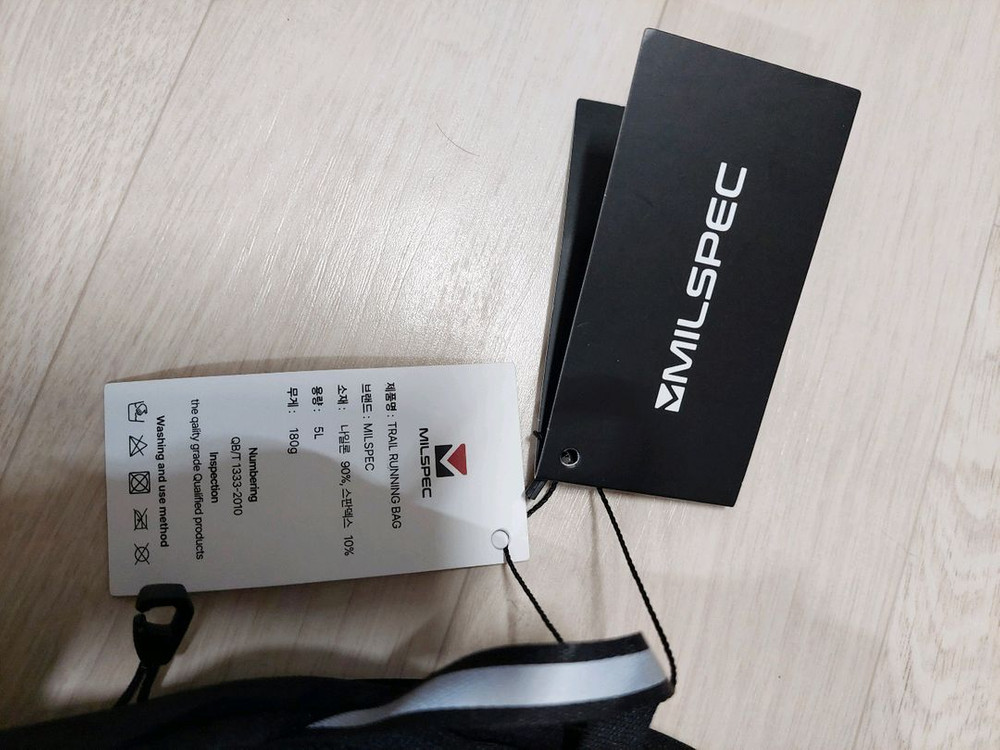 MILSPEC
제품명 : TRAIL RUNNING BAG
브랜드 : MILSPEC
소재 : 나일론 90%, 스판덱스 10%
용량 : 5L
무게 : 180g
Numbering
QB/T 1333-2010
Inspection
the qality grade Qualified products
Washing and use method
MILSPEC